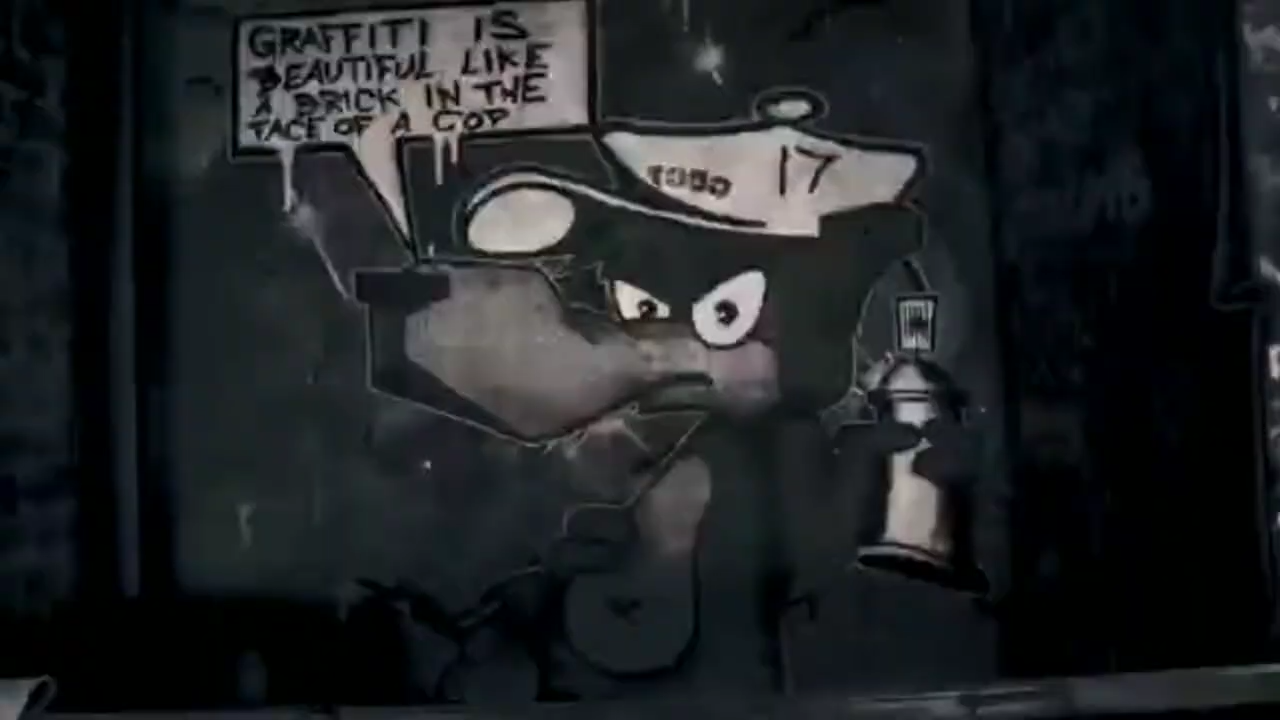 GRAFFITI IS
BEAUTIFUL LIKE
A BRICK IN THE
FACE OF A COP
17